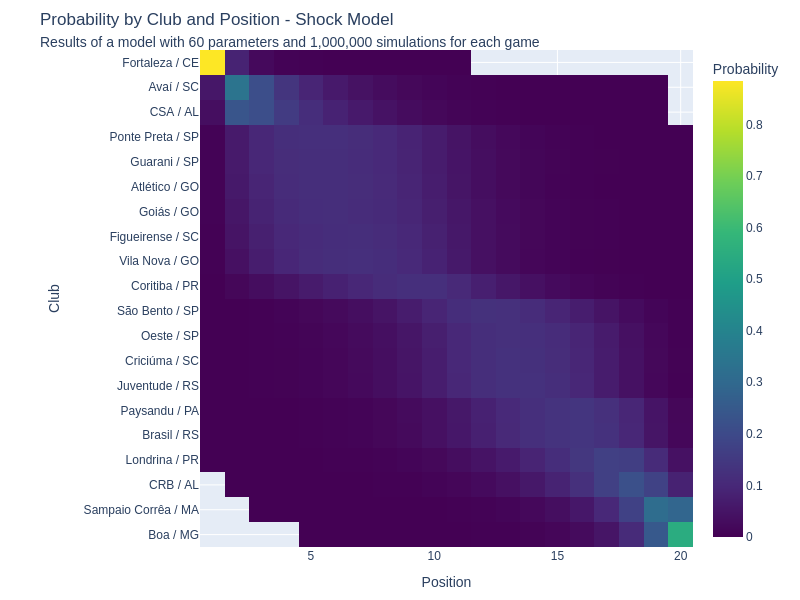 Probability by Club and Position - Shock Model
Results of a model with 60 parameters and 1,000,000 simulations for each game
Fortaleza / CE
Avaí / SC
CSA / AL
Ponte Preta / SP
Guarani / SP
Atlético / GO
Goiás / GO
Figueirense / SC
Vila Nova / GO
Coritiba / PR
São Bento / SP
Oeste / SP
Criciúma / SC
Juventude / RS
Paysandu / PA
Brasil / RS
Londrina / PR
CRB / AL
Sampaio Corrêa / MA
Boa / MG
Club
5
10
15
20
Position
Probability
0.8
0.7
0.6
0.5
0.4
0.3
0.2
0.1
0